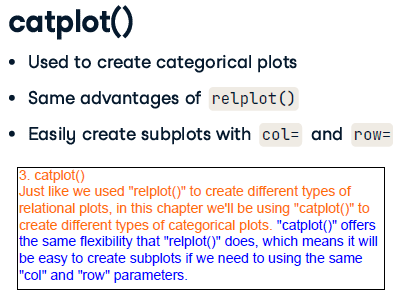 catplot()
• Used to create categorical plots
• Same advantages of relplot()
• Easily create subplots with col= and row=
3. catplot()
Just like we used "relplot()" to create different types of
relational plots, in this chapter we'll be using "catplot()" to
create different types of categorical plots. "catplot()" offers
the same flexibility that "relplot()" does, which means it will
be easy to create subplots if we need to using the same
"col" and "row" parameters.